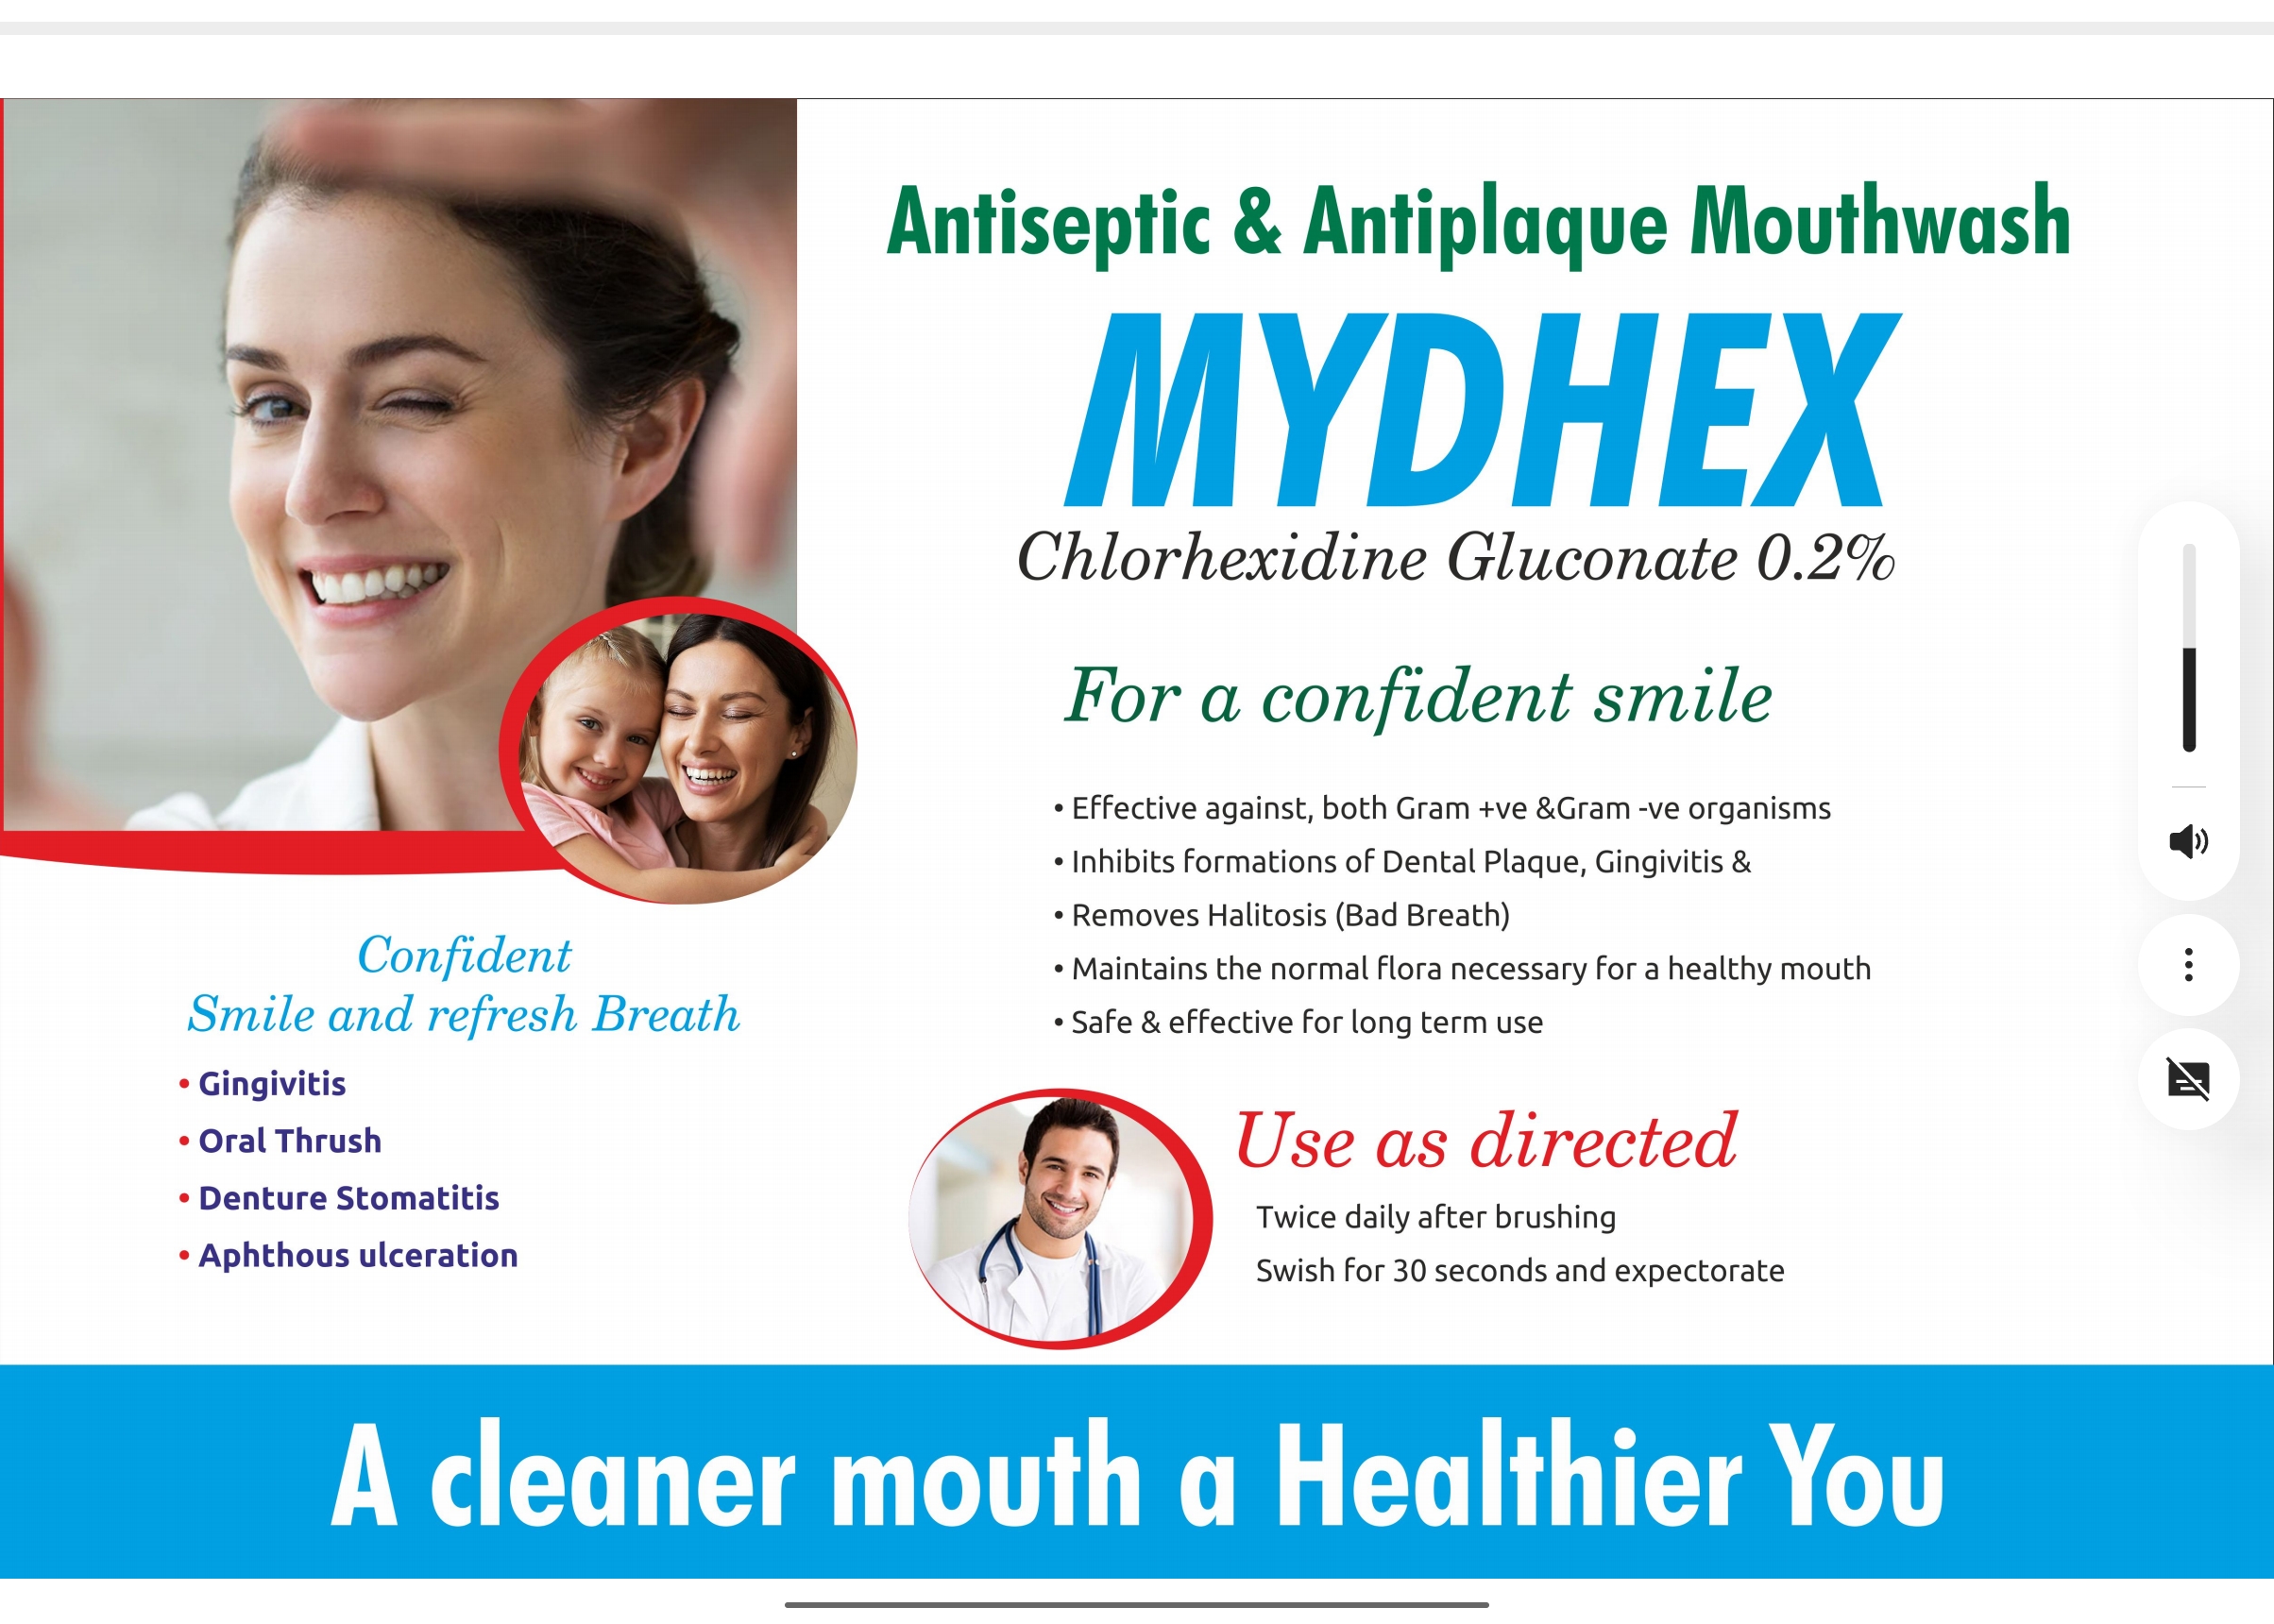 Antiseptic & Antiplaque Mouthwash
MYDHEX
Chlorhexidine Gluconate 0.2%
For a confident smile
• Effective against, both Gram +ve &Gram -ve organisms
• Inhibits formations of Dental Plaque, Gingivitis &
• Removes Halitosis (Bad Breath)
• Maintains the normal flora necessary for a healthy mouth
• Safe & effective for long term use
Confident
Smile and refresh Breath
• Gingivitis
• Oral Thrush
• Denture Stomatitis
• Aphthous ulceration
Use as directed
Twice daily after brushing
Swish for 30 seconds and expectorate
A cleaner mouth a Healthier You